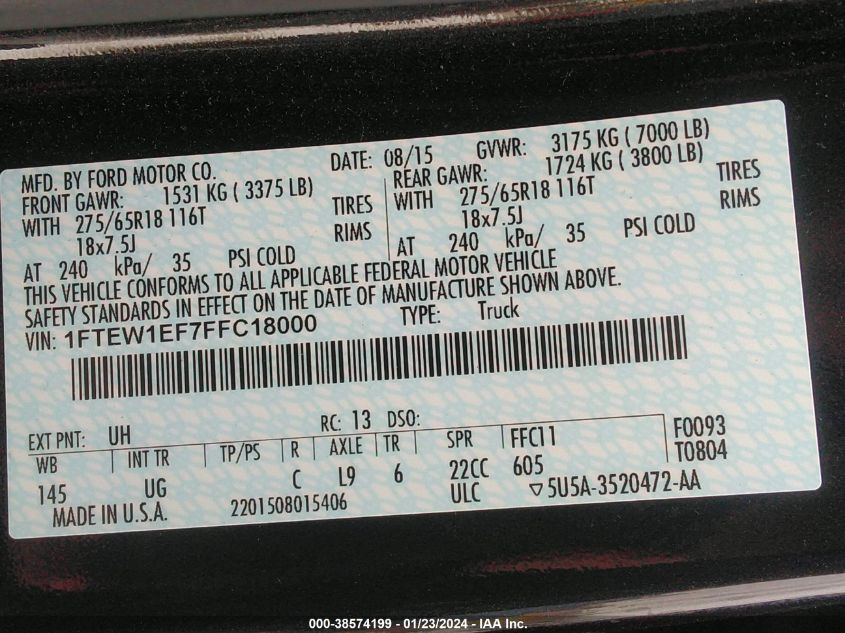 MFD. BY FORD MOTOR CO. DATE: 08/15 GVWR: 3175 KG ( 7000 LB)
FRONT GAWR: 1531 KG ( 3375 LB) REAR GAWR: 1724 KG ( 3800 LB)
WITH 275/65R18 116T TIRES WITH 275/65R18 116T TIRES
18x7.5J RIMS 18x7.5J RIMS
AT 240 kPa/ 35 PSI COLD AT 240 kPa/ 35 PSI COLD
THIS VEHICLE CONFORMS TO ALL APPLICABLE FEDERAL MOTOR VEHICLE
SAFETY STANDARDS IN EFFECT ON THE DATE OF MANUFACTURE SHOWN ABOVE.
VIN: 1FTEW1EF7FFC18000 TYPE: Truck
EXT PNT: UH RC: 13 DSO: F0093
WB INT TR TP/PS R AXLE TR SPR FFC11 T0804
145 UG C L9 6 22CC 605
MADE IN U.S.A. 2201508015406 ULC ▽5U5A-3520472-AA
000-38574199 - 01/23/2024 - IAA Inc.